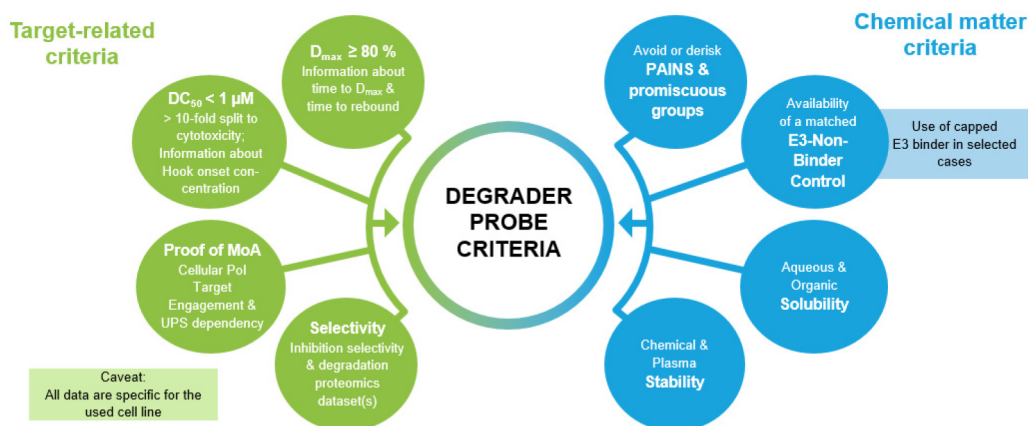 Target-related
criteria
D_max ≥ 80 %
Information about
time to D_max &
time to rebound
DC_50 < 1 µM
> 10-fold split to
cytotoxicity;
Information about
Hook onset con-
centration
Proof of MoA
Cellular PoI
Target
Engagement &
UPS dependency
Selectivity
Inhibition selectivity
& degradation
proteomics
dataset(s)
Caveat:
All data are specific for the
used cell line
DEGRADER
PROBE
CRITERIA
Chemical matter
criteria
Avoid or derisk
PAINS &
promiscuous
groups
Availability
of a matched
E3-Non-
Binder
Control
Use of capped
E3 binder in selected
cases
Aqueous &
Organic
Solubility
Chemical &
Plasma
Stability